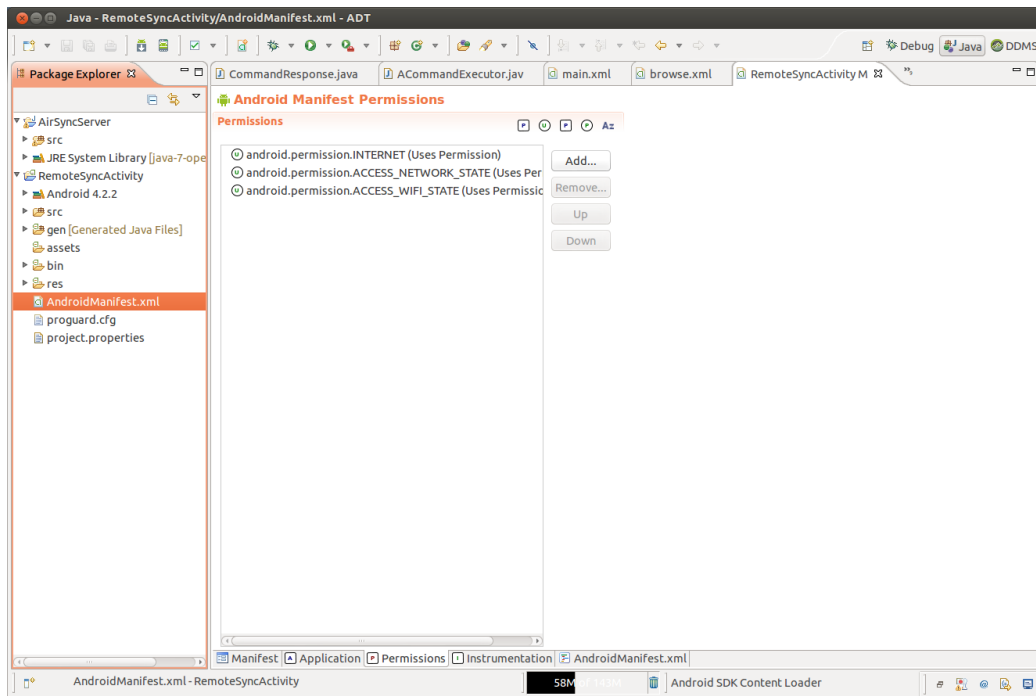 Java - RemoteSyncActivity/AndroidManifest.xml - ADT
Debug Java DDMS
Package Explorer
CommandResponse.java ACommandExecutor.jav main.xml browse.xml RemoteSyncActivity M
Android Manifest Permissions
Permissions
P U P P Az
AirSyncServer
src
JRE System Library [java-7-ope
RemoteSyncActivity
Android 4.2.2
src
gen [Generated Java Files]
assets
bin
res
AndroidManifest.xml
proguard.cfg
project.properties
U android.permission.INTERNET (Uses Permission)
U android.permission.ACCESS_NETWORK_STATE (Uses Per
U android.permission.ACCESS_WIFI_STATE (Uses Permissic
Add...
Remove...
Up
Down
Manifest A Application P Permissions I Instrumentation AndroidManifest.xml
AndroidManifest.xml - RemoteSyncActivity
58M of 143M
Android SDK Content Loader